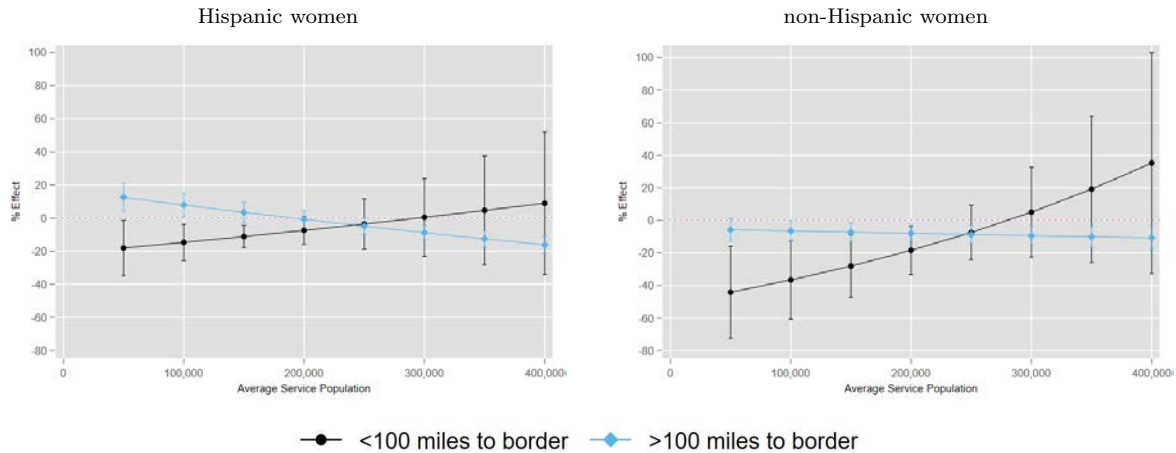 Hispanic women
100
80
60
40
20
0
-20
-40
-60
-80
% Effect
0 100,000 200,000 300,000 400,000
Average Service Population
non-Hispanic women
100
80
60
40
20
0
-20
-40
-60
-80
% Effect
0 100,000 200,000 300,000 400,000
Average Service Population
<100 miles to border >100 miles to border